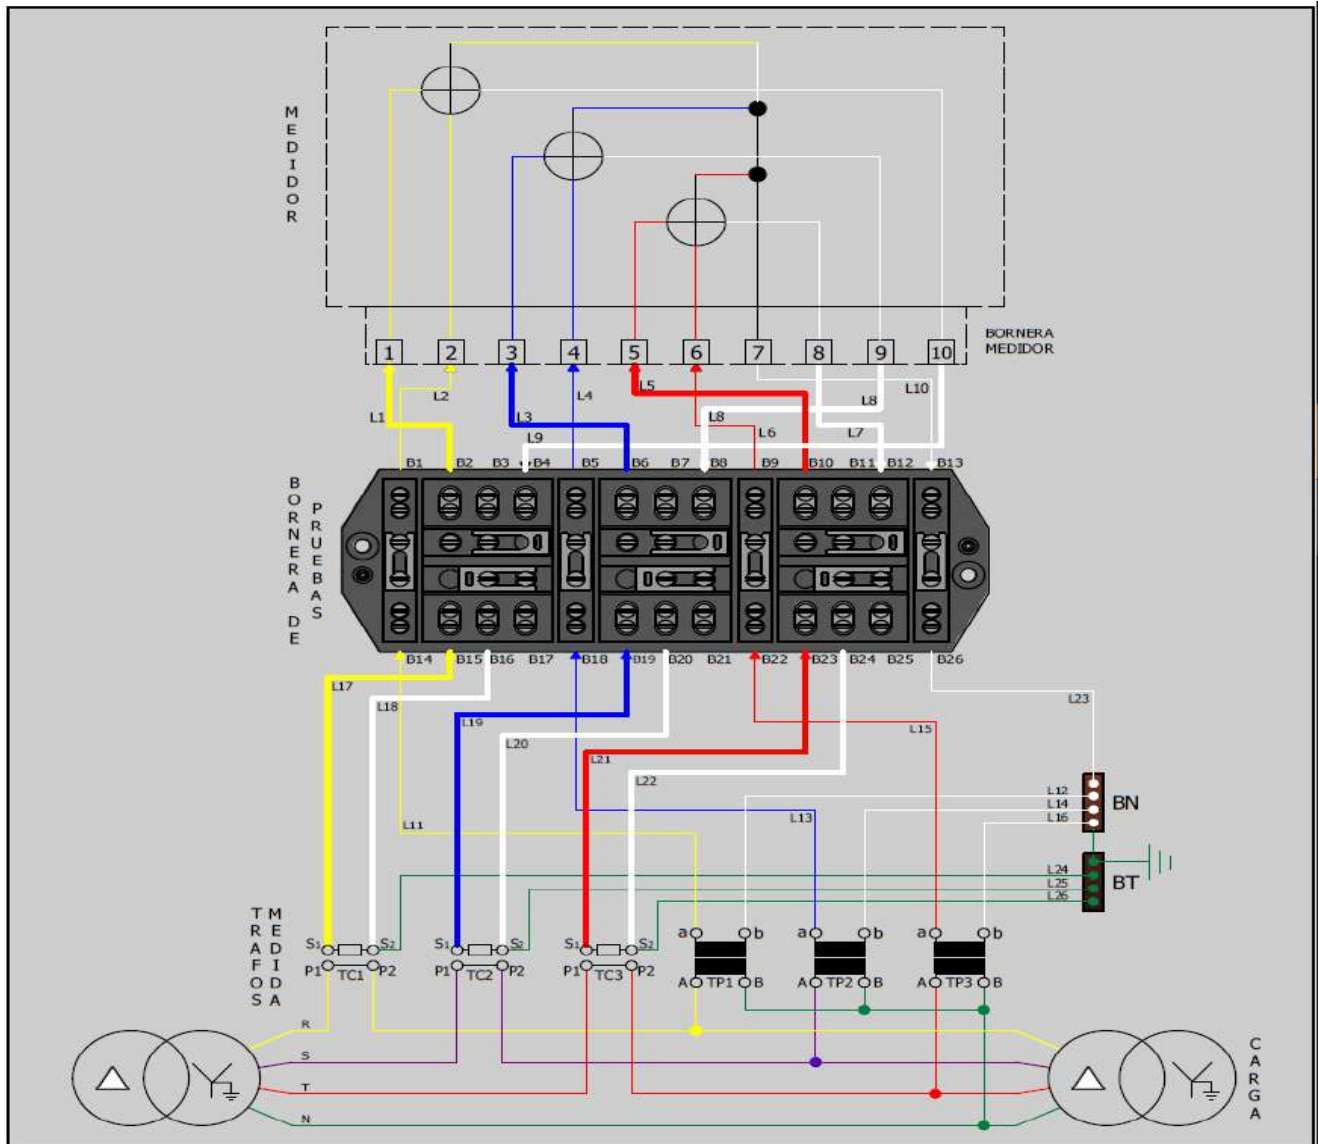 MEDIDOR
1 2 3 4 5 6 7 8 9 10
BORNERA
MEDIDOR
L1 L2 L3 L4 L5 L8 L8 L10
L9 L6 L7
B1 B2 B3 B4 B5 B6 B7 B8 B9 B10 B11 B12 B13
BORNERA DE
PRUEBAS
B14 B15 B16 B17 B18 B19 B20 B21 B22 B23 B24 B25 B26
L17
L18
L19
L20
L21
L22
L15
L23
L11
L13
L12
L14
L16
BN
L24
L25
L26
BT
TRAFOS
MEDIDA
S1 S2 S1 S2 S1 S2
P1 TC1 P2 P1 TC2 P2 P1 TC3 P2
a b a b a b
A TP1 B A TP2 B A TP3 B
R
S
T
N
CARGA